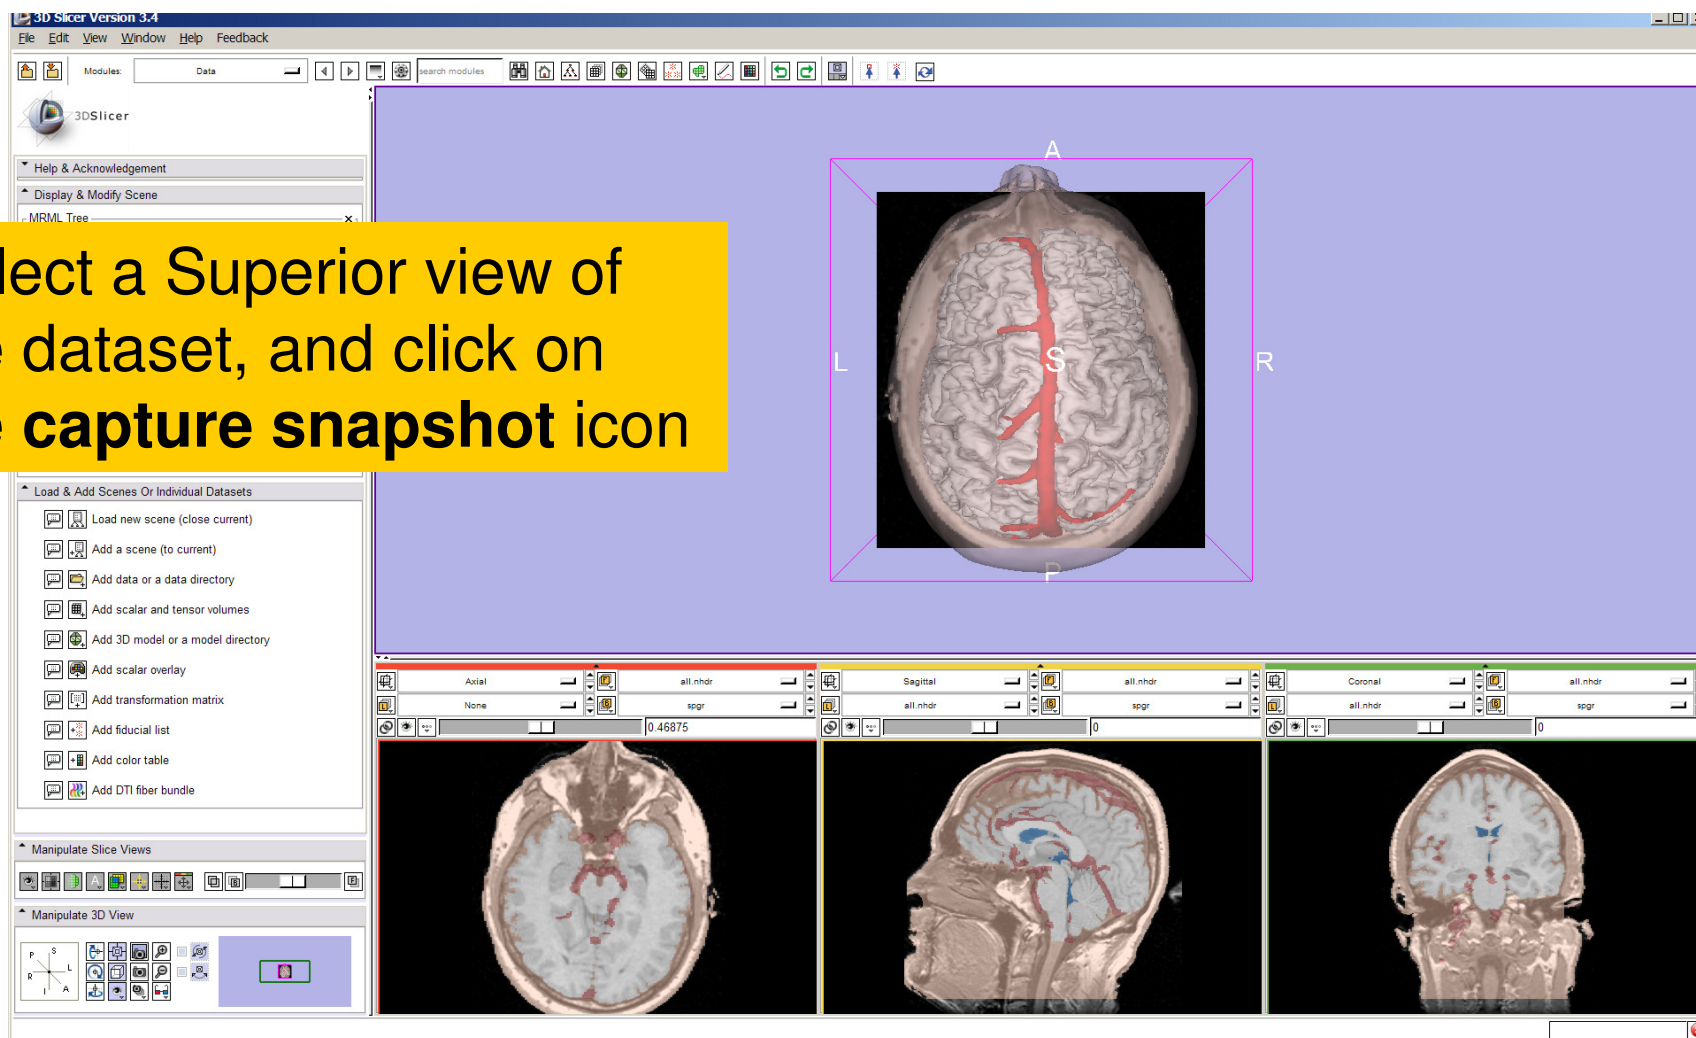 3D Slicer Version 3.4
File Edit View Window Help Feedback
Modules: Data search modules
3DSlicer
Help & Acknowledgement
Display & Modify Scene
MRML Tree
lect a Superior view of
e dataset, and click on
e capture snapshot icon
Load & Add Scenes Or Individual Datasets
Load new scene (close current)
Add a scene (to current)
Add data or a data directory
Add scalar and tensor volumes
Add 3D model or a model directory
Add scalar overlay
Add transformation matrix
Add fiducial list
Add color table
Add DTI fiber bundle
Manipulate Slice Views
Manipulate 3D View
P S L R I A
A
L S R
P
Axial all.nhdr
None spgr
0.46875
Sagittal all.nhdr
all.nhdr spgr
0
Coronal all.nhdr
all.nhdr spgr
0